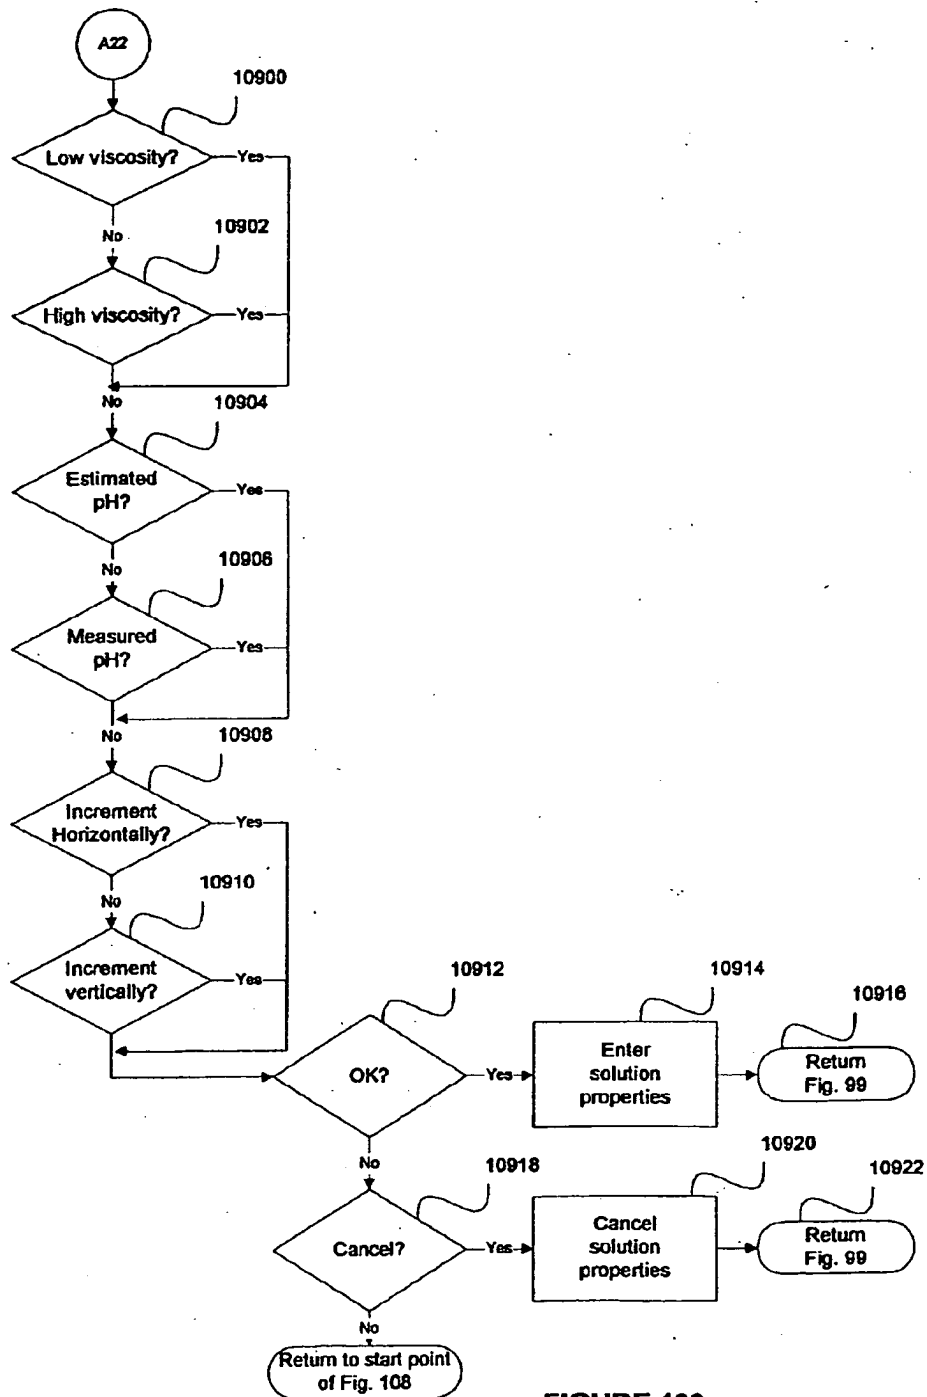 A22
10900
Low viscosity?
Yes
No
10902
High viscosity?
Yes
No
10904
Estimated
pH?
Yes
No
10906
Measured
pH?
Yes
No
10908
Increment
Horizontally?
Yes
No
10910
Increment
vertically?
Yes
10912
OK?
Yes
10914
Enter
solution
properties
10916
Return
Fig. 99
No
10918
Cancel?
Yes
10920
Cancel
solution
properties
10922
Return
Fig. 99
No
Return to start point
of Fig. 108